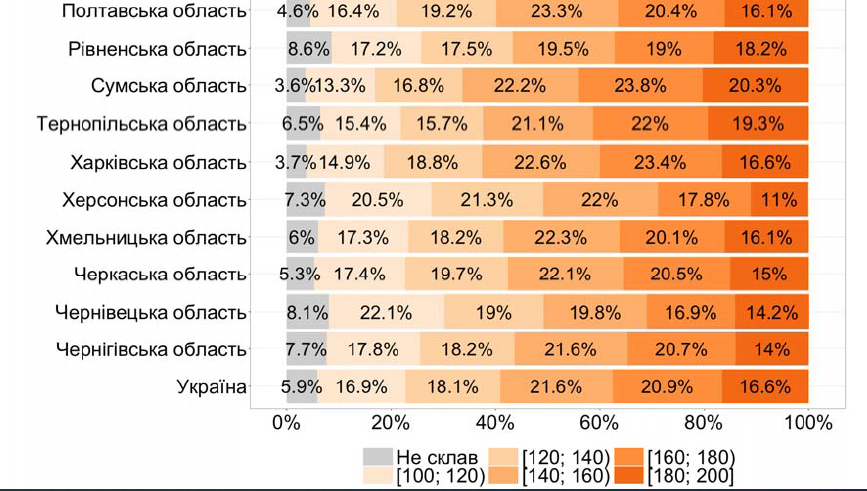 Полтавська область 4.6% 16.4% 19.2% 23.3% 20.4% 16.1%
Рівненська область 8.6% 17.2% 17.5% 19.5% 19% 18.2%
Сумська область 3.6% 13.3% 16.8% 22.2% 23.8% 20.3%
Тернопільська область 6.5% 15.4% 15.7% 21.1% 22% 19.3%
Харківська область 3.7% 14.9% 18.8% 22.6% 23.4% 16.6%
Херсонська область 7.3% 20.5% 21.3% 22% 17.8% 11%
Хмельницька область 6% 17.3% 18.2% 22.3% 20.1% 16.1%
Черкаська область 5.3% 17.4% 19.7% 22.1% 20.5% 15%
Чернівецька область 8.1% 22.1% 19% 19.8% 16.9% 14.2%
Чернігівська область 7.7% 17.8% 18.2% 21.6% 20.7% 14%
Україна 5.9% 16.9% 18.1% 21.6% 20.9% 16.6%
0% 20% 40% 60% 80% 100%
Не склав [120; 140) [160; 180)
[100; 120) [140; 160) [180; 200]